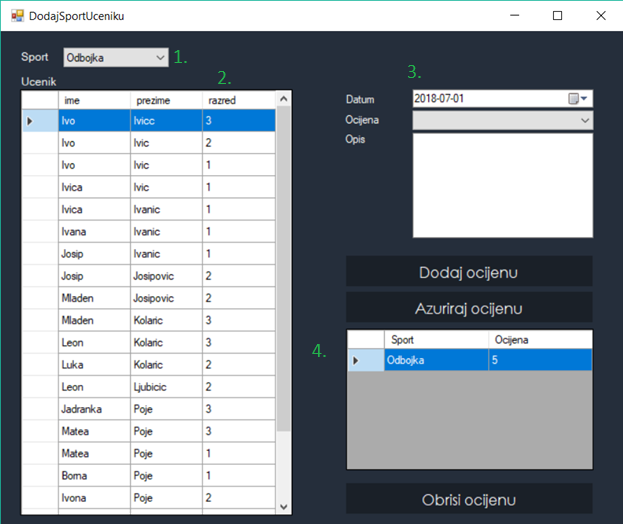 DodajSportUceniku
Sport Odbojka 1.
Ucenik 2. 3.
ime prezime razred
Ivo Ivicc 3
Ivo Ivic 2
Ivo Ivic 1
Ivica Ivic 1
Ivica Ivanic 1
Ivana Ivanic 1
Josip Ivanic 1
Josip Josipovic 2
Mladen Josipovic 2
Mladen Kolaric 3
Leon Kolaric 3
Luka Kolaric 2
Leon Ljubicic 2
Jadranka Poje 3
Matea Poje 3
Matea Poje 1
Borna Poje 1
Ivona Poje 2
Datum 2018-07-01
Ocijena
Opis
Dodaj ocijenu
Azuriraj ocijenu
4.
Sport Ocijena
Odbojka 5
Obrisi ocijenu